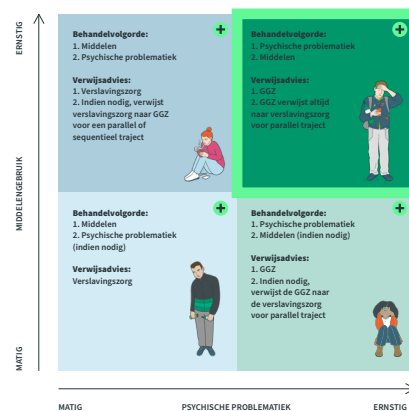 ERNSTIG
MIDDELENGEBRUIK
MATIG
Behandelvolgorde:
1. Middelen
2. Psychische problematiek
Verwijsadvies:
1. Verslavingszorg
2. Indien nodig, verwijst
verslavingszorg naar GGZ
voor een parallel of
sequentieel traject
+
Behandelvolgorde:
1. Psychische problematiek
2. Middelen
Verwijsadvies:
1. GGZ
2. GGZ verwijst altijd
naar verslavingszorg
voor parallel traject
+
Behandelvolgorde:
1. Middelen
2. Psychische problematiek
(indien nodig)
Verwijsadvies:
Verslavingszorg
+
Behandelvolgorde:
1. Psychische problematiek
2. Middelen (indien nodig)
Verwijsadvies:
1. GGZ
2. Indien nodig,
verwijst de GGZ naar
de verslavingszorg
voor parallel traject
+
MATIG
PSYCHISCHE PROBLEMATIEK
ERNSTIG